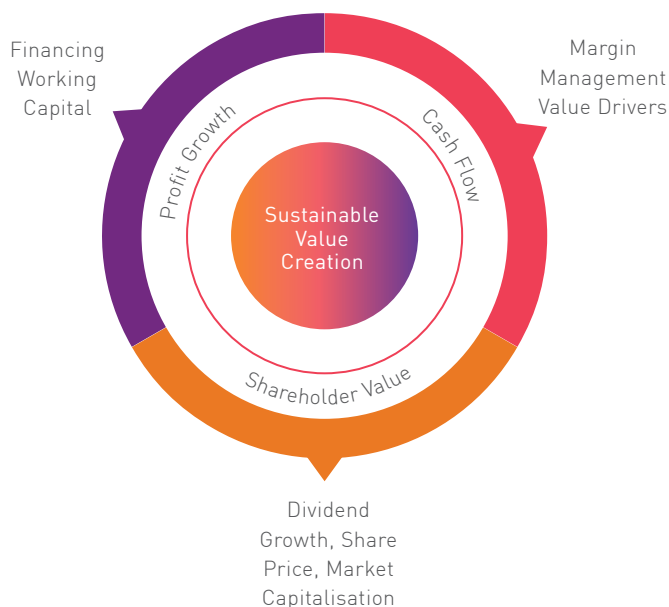 Financing
Working
Capital
Margin
Management
Value Drivers
Profit Growth
Cash Flow
Sustainable
Value
Creation
Shareholder Value
Dividend
Growth, Share
Price, Market
Capitalisation